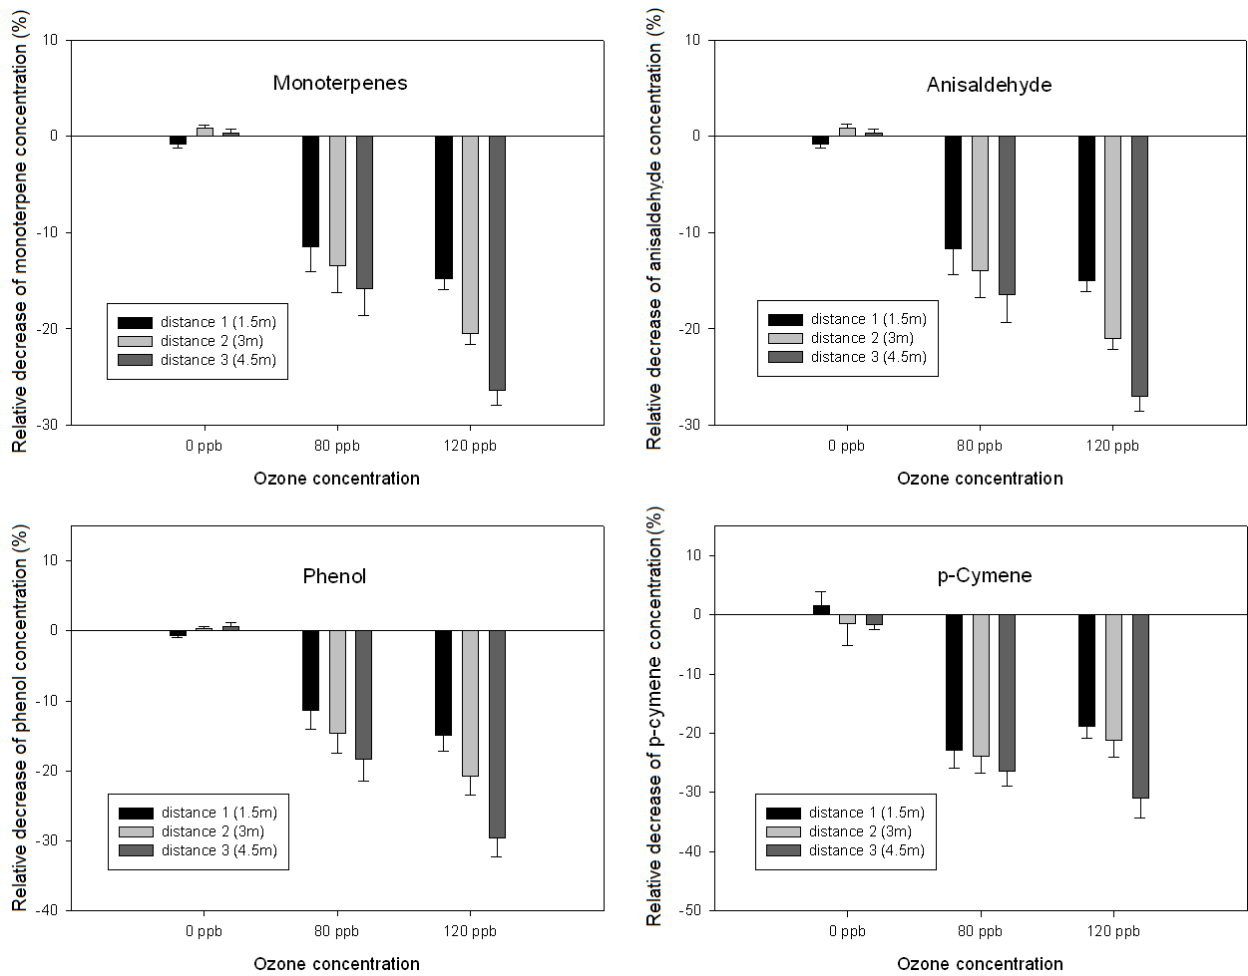 Relative decrease of monoterpene concentration (%)
10
0
-10
-20
-30
Monoterpenes
distance 1 (1.5m)
distance 2 (3m)
distance 3 (4.5m)
0 ppb
80 ppb
120 ppb
Ozone concentration
Relative decrease of anisaldehyde concentration (%)
10
0
-10
-20
-30
Anisaldehyde
distance 1 (1.5m)
distance 2 (3m)
distance 3 (4.5m)
0 ppb
80 ppb
120 ppb
Ozone concentration
Relative decrease of phenol concentration (%)
10
0
-10
-20
-30
-40
Phenol
distance 1 (1.5m)
distance 2 (3m)
distance 3 (4.5m)
0 ppb
80 ppb
120 ppb
Ozone concentration
Relative decrease of p-cymene concentration (%)
10
0
-10
-20
-30
-40
-50
p-Cymene
distance 1 (1.5m)
distance 2 (3m)
distance 3 (4.5m)
0 ppb
80 ppb
120 ppb
Ozone concentration